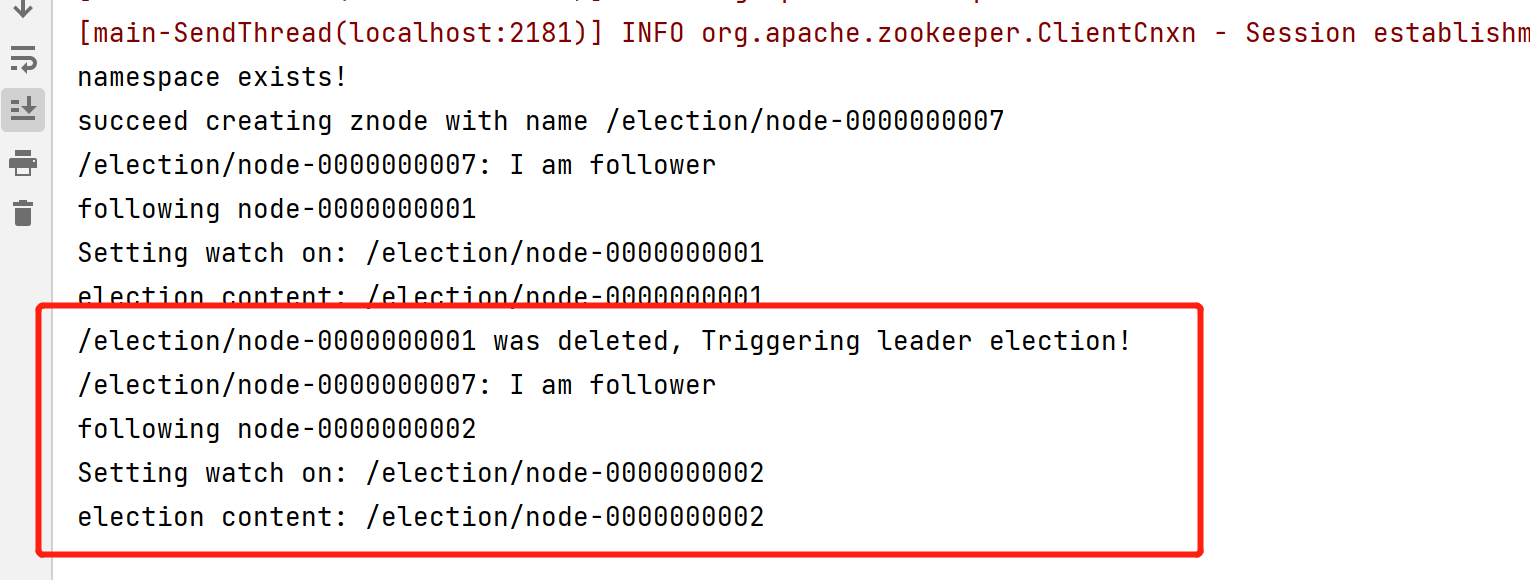 [main-SendThread(localhost:2181)] INFO org.apache.zookeeper.ClientCnxn - Session
namespace exists!
succeed creating znode with name /election/node-0000000007
/election/node-0000000007: I am follower
following node-0000000001
Setting watch on: /election/node-0000000001
election content: /election/node-0000000001
/election/node-0000000001 was deleted, Triggering leader election!
/election/node-0000000007: I am follower
following node-0000000002
Setting watch on: /election/node-0000000002
election content: /election/node-0000000002